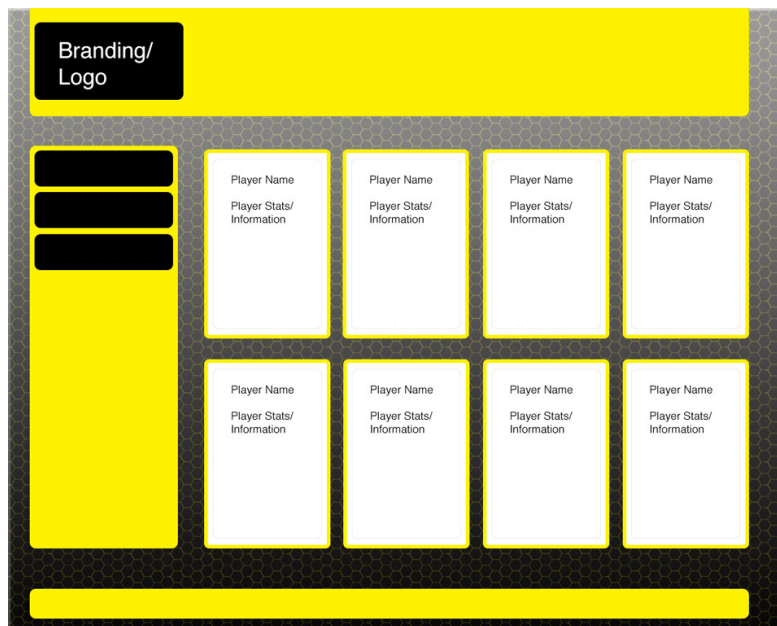 Branding/
Logo
Player Name
Player Stats/
Information
Player Name
Player Stats/
Information
Player Name
Player Stats/
Information
Player Name
Player Stats/
Information
Player Name
Player Stats/
Information
Player Name
Player Stats/
Information
Player Name
Player Stats/
Information
Player Name
Player Stats/
Information